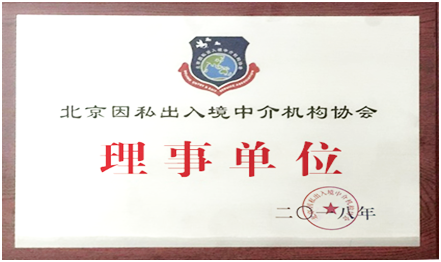 北京因私出入境中介机构协会
理事单位
二〇一八年